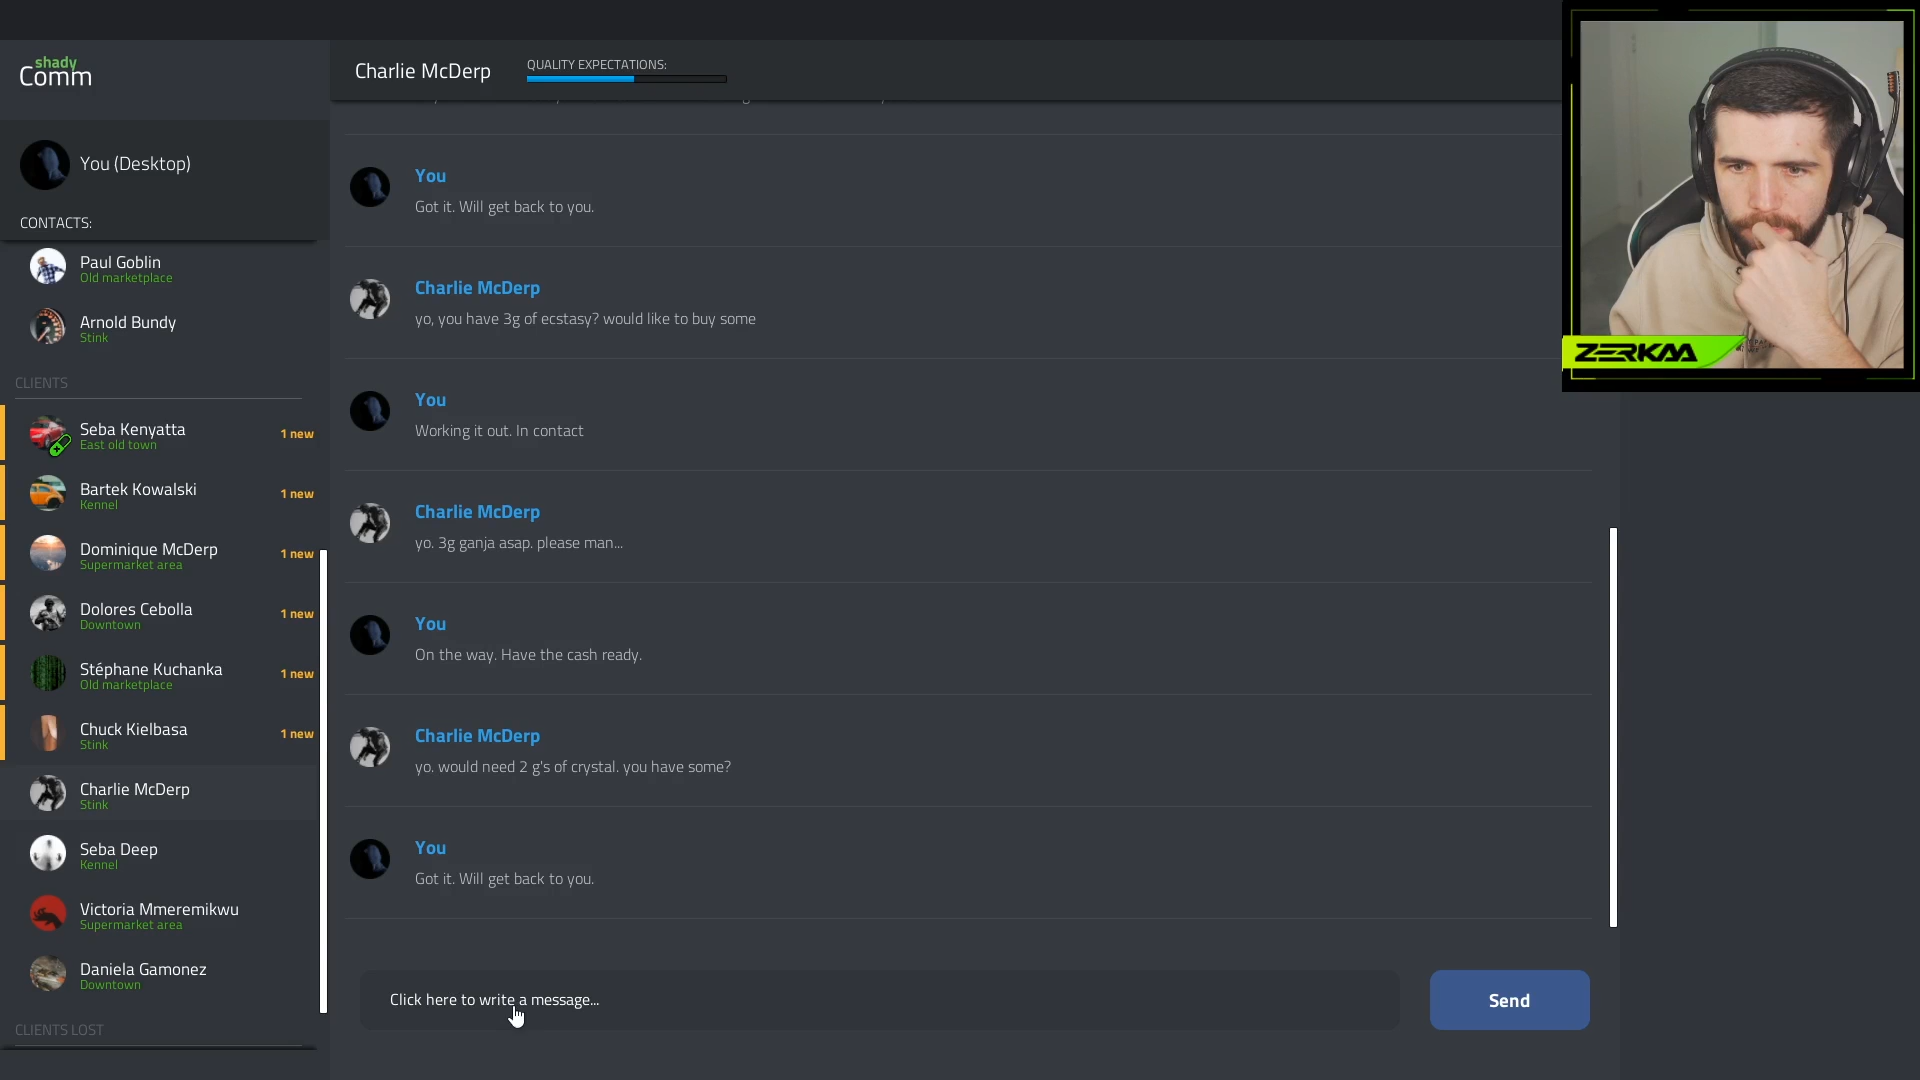 shady
Comm
You (Desktop)
CONTACTS:
Paul Goblin
Old marketplace
Arnold Bundy
Stink
CLIENTS
Seba Kenyatta
East old town
1 new
Bartek Kowalski
Kennel
1 new
Dominique McDerp
Supermarket area
1 new
Dolores Cebolla
Downtown
1 new
Stéphane Kuchanka
Old marketplace
1 new
Chuck Kielbasa
Stink
1 new
Charlie McDerp
Stink
Seba Deep
Kennel
Victoria Mmeremikwu
Supermarket area
Daniela Gamonez
Downtown
CLIENTS LOST
Charlie McDerp
QUALITY EXPECTATIONS:
You
Got it. Will get back to you.
Charlie McDerp
yo, you have 3g of ecstasy? would like to buy some
You
Working it out. In contact
Charlie McDerp
yo. 3g ganja asap. please man...
You
On the way. Have the cash ready.
Charlie McDerp
yo. would need 2 g's of crystal. you have some?
You
Got it. Will get back to you.
Click here to write a message...
Send
ZERKAA